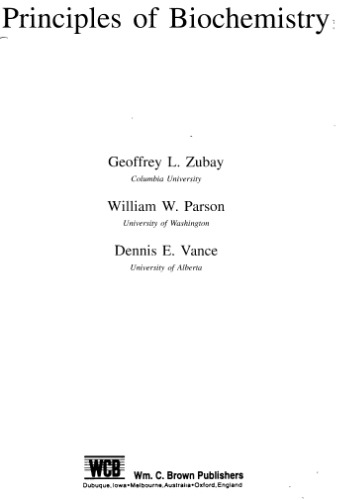 Principles of Biochemistry
Geoffrey L. Zubay
Columbia University
William W. Parson
University of Washington
Dennis E. Vance
University of Alberta
WCB Wm. C. Brown Publishers
Dubuque, Iowa•Melbourne, Australia•Oxford, England